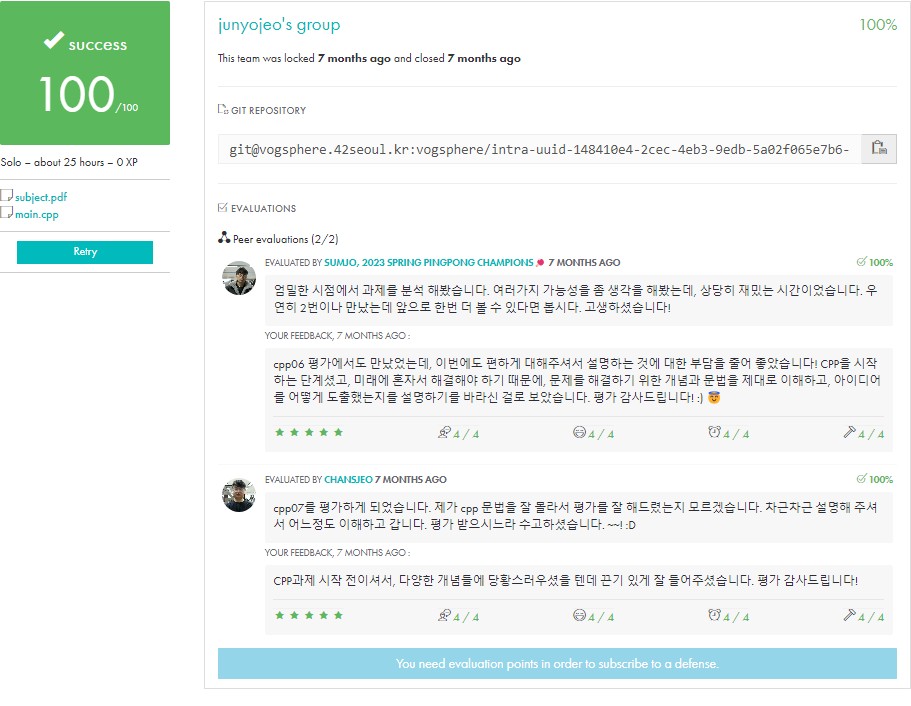 success
100/100
Solo – about 25 hours – 0 XP
subject.pdf
main.cpp
Retry
junyojeo's group
100%
This team was locked 7 months ago and closed 7 months ago
GIT REPOSITORY
git@vogsphere.42seoul.kr:vogsphere/intra-uuid-148410e4-2cec-4eb3-9edb-5a02f065e7b6-
EVALUATIONS
Peer evaluations (2/2)
EVALUATED BY SUMJO, 2023 SPRING PINGPONG CHAMPIONS🏓 7 MONTHS AGO
100%
엄밀한 시점에서 과제를 분석 해봤습니다. 여러가지 가능성을 좀 생각을 해봤는데, 상당히 재밌는 시간이었습니다. 우
연히 2번이나 만났는데 앞으로 한번 더 볼 수 있다면 봅시다. 고생하셨습니다!
YOUR FEEDBACK, 7 MONTHS AGO :
cpp06 평가에서도 만났었는데, 이번에도 편하게 대해주셔서 설명하는 것에 대한 부담을 줄어 좋았습니다! CPP을 시작
하는 단계셨고, 미래에 혼자서 해결해야 하기 때문에, 문제를 해결하기 위한 개념과 문법을 제대로 이해하고, 아이디어
를 어떻게 도출했는지를 설명하기를 바라신 걸로 보았습니다. 평가 감사드립니다! :) 😇
★ ★ ★ ★ ★ 4 / 4 4 / 4 4 / 4 4 / 4
EVALUATED BY CHANSJEO 7 MONTHS AGO
100%
cpp07를 평가하게 되었습니다. 제가 cpp 문법을 잘 몰라서 평가를 잘 해드렸는지 모르겠습니다. 차근차근 설명해 주셔
서 어느정도 이해하고 갑니다. 평가 받으시느라 수고하셨습니다. ~~! :D
YOUR FEEDBACK, 7 MONTHS AGO :
CPP과제 시작 전이셔서, 다양한 개념들에 당황스러우셨을 텐데 끈기 있게 잘 들어주셨습니다. 평가 감사드립니다!
★ ★ ★ ★ ★ 4 / 4 4 / 4 4 / 4 4 / 4
You need evaluation points in order to subscribe to a defense.